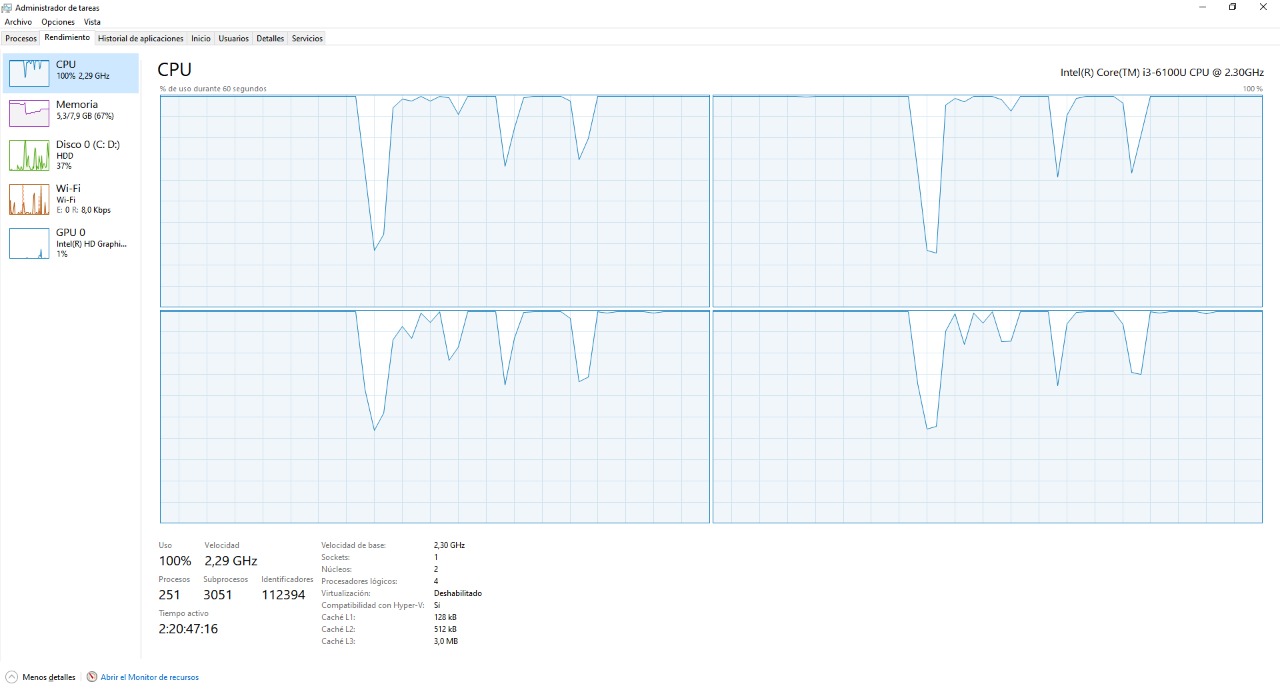 Administrador de tareas
Archivo Opciones Vista
Procesos Rendimiento Historial de aplicaciones Inicio Usuarios Detalles Servicios
CPU
100% 2,29 GHz
Memoria
5,3/7,9 GB (67%)
Disco 0 (C: D:)
HDD
37%
Wi-Fi
Wi-Fi
E: 0 R: 8,0 Kbps
GPU 0
Intel(R) HD Graphi...
1%
CPU
Intel(R) Core(TM) i3-6100U CPU @ 2.30GHz
% de uso durante 60 segundos
100 %
Uso Velocidad
100% 2,29 GHz
Procesos Subprocesos Identificadores
251 3051 112394
Tiempo activo
2:20:47:16
Velocidad de base: 2,30 GHz
Sockets: 1
Núcleos: 2
Procesadores lógicos: 4
Virtualización: Deshabilitado
Compatibilidad con Hyper-V: Sí
Caché L1: 128 kB
Caché L2: 512 kB
Caché L3: 3,0 MB
Menos detalles Abrir el Monitor de recursos